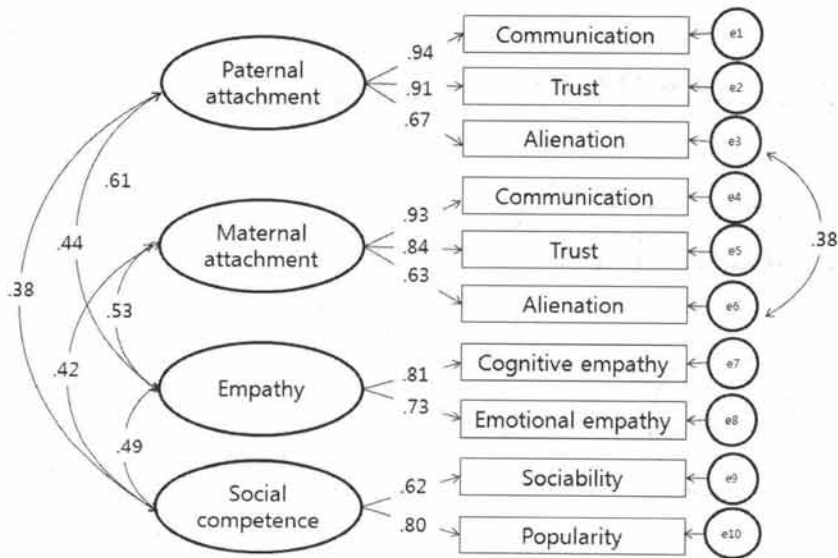 Communication
e1
.94
Paternal
attachment
.91
Trust
e2
.67
Alienation
e3
.61
.93
Communication
e4
Maternal
attachment
.84
Trust
e5
.38
.44
.63
.38
.53
Alienation
e6
.42
.81
Cognitive empathy
e7
Empathy
.73
Emotional empathy
e8
.49
.62
Sociability
e9
Social
competence
.80
Popularity
e10